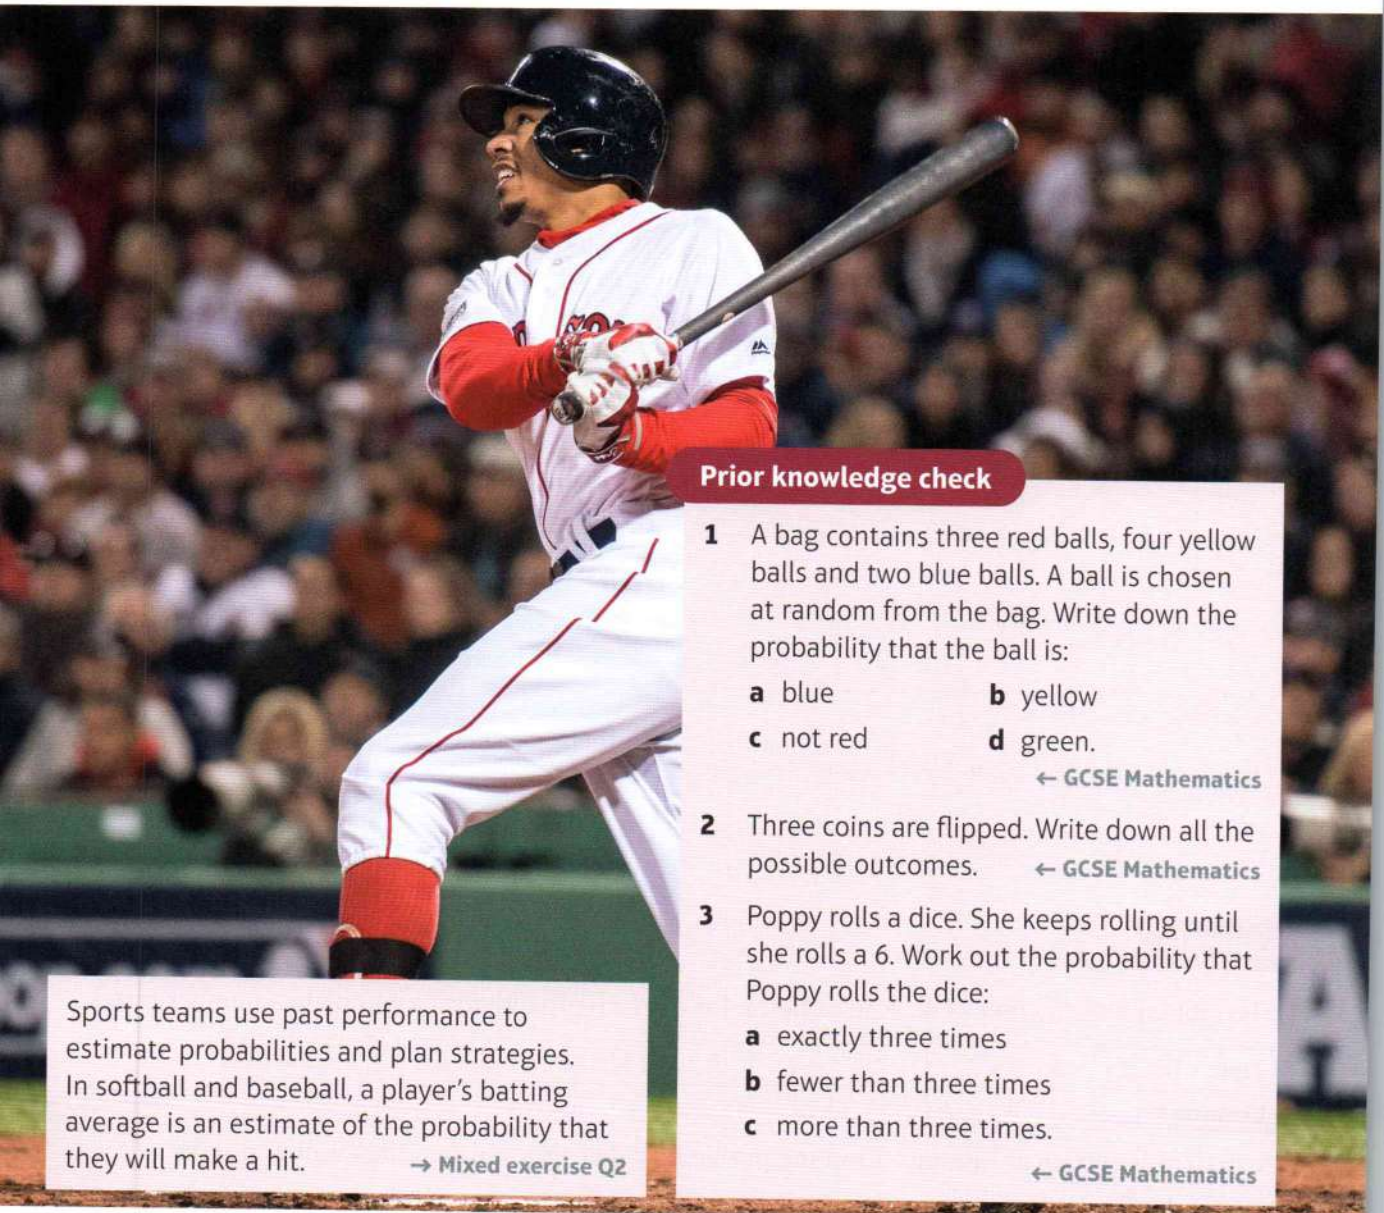 Prior knowledge check
1 A bag contains three red balls, four yellow
balls and two blue balls. A ball is chosen
at random from the bag. Write down the
probability that the ball is:
a blue b yellow
c not red d green.
← GCSE Mathematics
2 Three coins are flipped. Write down all the
possible outcomes. ← GCSE Mathematics
3 Poppy rolls a dice. She keeps rolling until
she rolls a 6. Work out the probability that
Poppy rolls the dice:
a exactly three times
b fewer than three times
c more than three times.
← GCSE Mathematics
Sports teams use past performance to
estimate probabilities and plan strategies.
In softball and baseball, a player's batting
average is an estimate of the probability that
they will make a hit. → Mixed exercise Q2